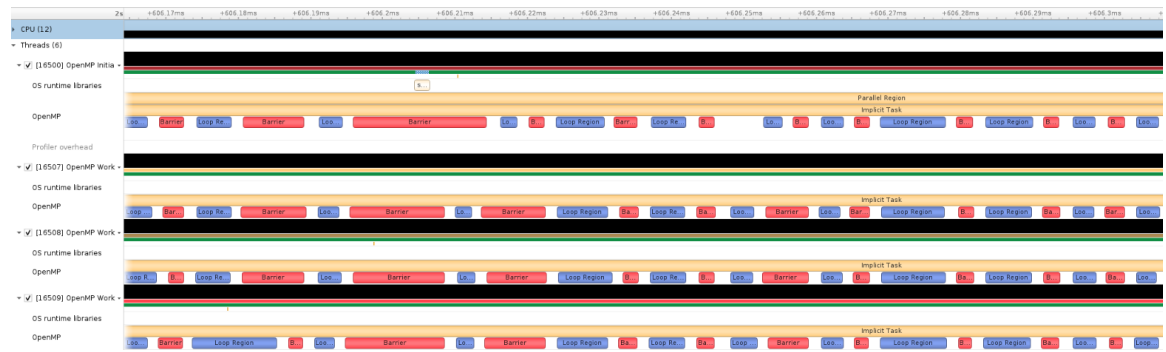 2s +606.17ms +606.18ms +606.19ms +606.2ms +606.21ms +606.22ms +606.23ms +606.24ms +606.25ms +606.26ms +606.27ms +606.28ms +606.29ms +606.3ms
CPU (12)
Threads (6)
[16500] OpenMP Initia
OS runtime libraries s...
Parallel Region
Implicit Task
OpenMP Loo... Barrier Loop Re... Barrier Loo... Barrier Lo... B... Loop Region Barr... Loop Re... B... Lo... B... Loo... B... Loop Region B... Loop Region B... Loo... B... Loo...
Profiler overhead
[16507] OpenMP Work
OS runtime libraries
Implicit Task
OpenMP Loop ... Bar... Loop Re... Barrier Loo... Barrier Lo... Barrier Loop Region Ba... Loop Re... Ba... Loo... Barrier Loo... Bar... Loop Region B... Loop Region Ba... Loo... Bar... Loo...
[16508] OpenMP Work
OS runtime libraries
Implicit Task
OpenMP Loop R... B... Loop Re... Barrier Loo... Barrier Lo... Barrier Loop Region B... Loop Re... B... Loo... Barrier Loo... B... Loop Region Ba... Loop Region B... Loo... Ba... Loo...
[16509] OpenMP Work
OS runtime libraries
Implicit Task
OpenMP Loo... Barrier Loop Region B... Loo... Barrier Loo... Barrier Loop Region Ba... Loop Re... Ba... Loo... Barrier Loo... B... Loop Region B... Loop Region Ba... Loo... Ba... Loop...